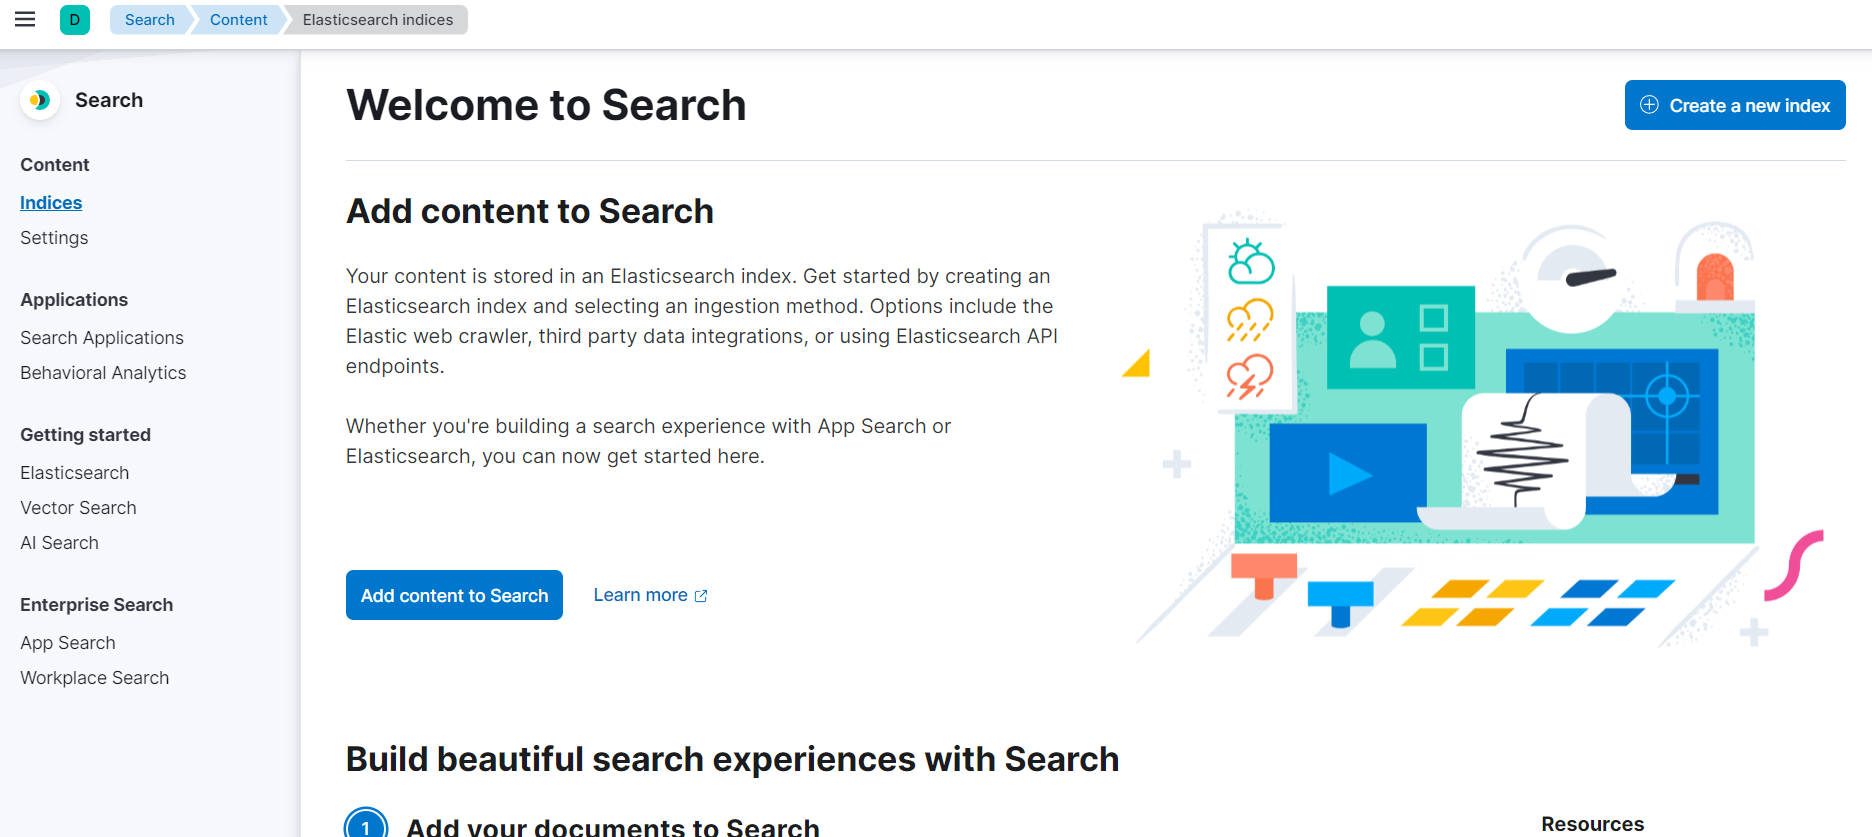 D
Search
Content
Elasticsearch indices
Search
Content
Indices
Settings
Applications
Search Applications
Behavioral Analytics
Getting started
Elasticsearch
Vector Search
AI Search
Enterprise Search
App Search
Workplace Search
Welcome to Search
Create a new index
Add content to Search
Your content is stored in an Elasticsearch index. Get started by creating an
Elasticsearch index and selecting an ingestion method. Options include the
Elastic web crawler, third party data integrations, or using Elasticsearch API
endpoints.
Whether you're building a search experience with App Search or
Elasticsearch, you can now get started here.
Add content to Search
Learn more
Build beautiful search experiences with Search
1
Add your documents to Search
Resources